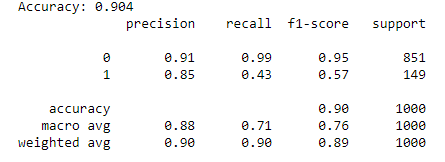 Accuracy: 0.904
precision recall f1-score support
0 0.91 0.99 0.95 851
1 0.85 0.43 0.57 149
accuracy 0.90 1000
macro avg 0.88 0.71 0.76 1000
weighted avg 0.90 0.90 0.89 1000